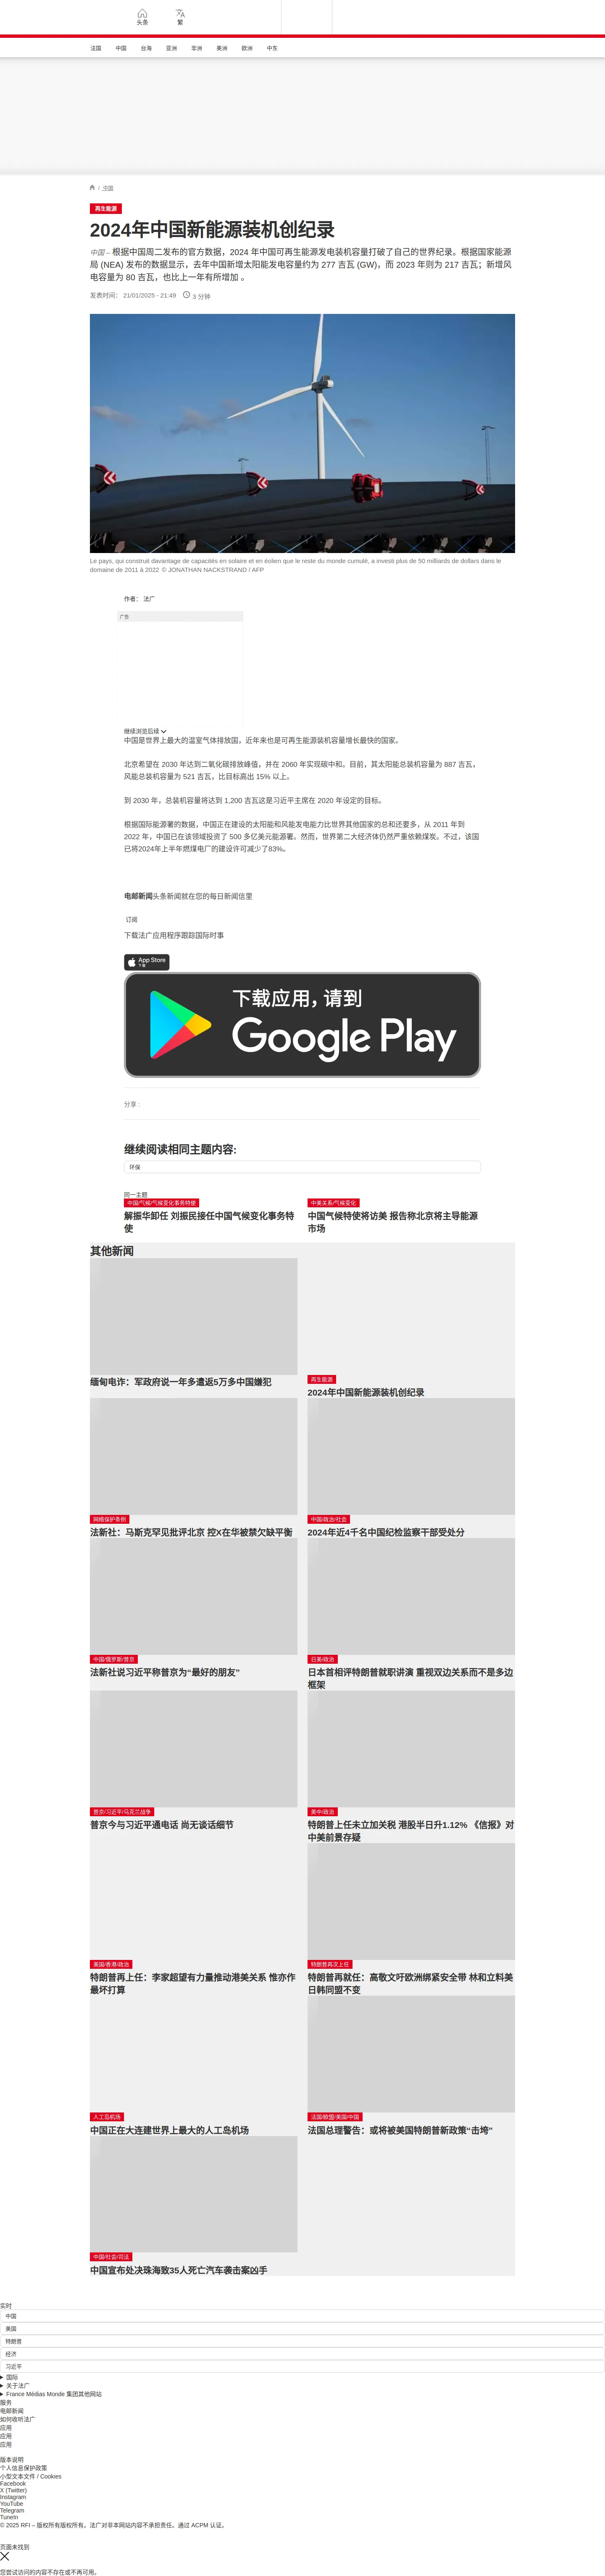 头条
繁
法国
中国
台海
亚洲
非洲
美洲
欧洲
中东
/ 中国
再生能源
2024年中国新能源装机创纪录
中国 – 根据中国周二发布的官方数据，2024 年中国可再生能源发电装机容量打破了自己的世界纪录。根据国家能源
局 (NEA) 发布的数据显示，去年中国新增太阳能发电容量约为 277 吉瓦 (GW)，而 2023 年则为 217 吉瓦；新增风
电容量为 80 吉瓦，也比上一年有所增加 。
发表时间： 21/01/2025 - 21:49
3 分钟
Le pays, qui construit davantage de capacités en solaire et en éolien que le reste du monde cumulé, a investi plus de 50 milliards de dollars dans le
domaine de 2011 à 2022 © JONATHAN NACKSTRAND / AFP
作者： 法广
广告
继续浏览后续
中国是世界上最大的温室气体排放国，近年来也是可再生能源装机容量增长最快的国家。
北京希望在 2030 年达到二氧化碳排放峰值，并在 2060 年实现碳中和。目前，其太阳能总装机容量为 887 吉瓦，
风能总装机容量为 521 吉瓦，比目标高出 15% 以上。
到 2030 年，总装机容量将达到 1,200 吉瓦这是习近平主席在 2020 年设定的目标。
根据国际能源署的数据，中国正在建设的太阳能和风能发电能力比世界其他国家的总和还要多，从 2011 年到
2022 年，中国已在该领域投资了 500 多亿美元能源署。然而，世界第二大经济体仍然严重依赖煤炭。不过，该国
已将2024年上半年燃煤电厂的建设许可减少了83%。
电邮新闻头条新闻就在您的每日新闻信里
订阅
下载法广应用程序跟踪国际时事
App Store
下载
下载应用，请到
Google Play
分享 :
继续阅读相同主题内容:
环保
同一主题
中国/气候/气候变化事务特使
解振华卸任 刘振民接任中国气候变化事务特
使
中美关系/气候变化
中国气候特使将访美 报告称北京将主导能源
市场
其他新闻
缅甸电诈：军政府说一年多遣返5万多中国嫌犯
再生能源
2024年中国新能源装机创纪录
网络保护条例
法新社：马斯克罕见批评北京 控X在华被禁欠缺平衡
中国/政治/社会
2024年近4千名中国纪检监察干部受处分
中国/俄罗斯/普京
法新社说习近平称普京为“最好的朋友”
日美/政治
日本首相评特朗普就职讲演 重视双边关系而不是多边
框架
普京/习近平/乌克兰战争
普京今与习近平通电话 尚无谈话细节
美中/政治
特朗普上任未立加关税 港股半日升1.12% 《信报》对
中美前景存疑
美国/香港/政治
特朗普再上任：李家超望有力量推动港美关系 惟亦作
最坏打算
特朗普再次上任
特朗普再就任：高敬文吁欧洲绑紧安全带 林和立料美
日韩同盟不变
人工岛机场
中国正在大连建世界上最大的人工岛机场
法国/欧盟/美国/中国
法国总理警告：或将被美国特朗普新政策“击垮”
中国/社会/司法
中国宣布处决珠海致35人死亡汽车袭击案凶手
实时
中国
美国
特朗普
经济
习近平
国际
关于法广
France Médias Monde 集团其他网站
服务
电邮新闻
如何收听法广
应用
应用
应用
版本说明
个人信息保护政策
小型文本文件 / Cookies
Facebook
X (Twitter)
Instagram
YouTube
Telegram
TuneIn
© 2025 RFI – 版权所有版权所有。法广对非本网站内容不承担责任。通过 ACPM 认证。
页面未找到
您尝试访问的内容不存在或不再可用。